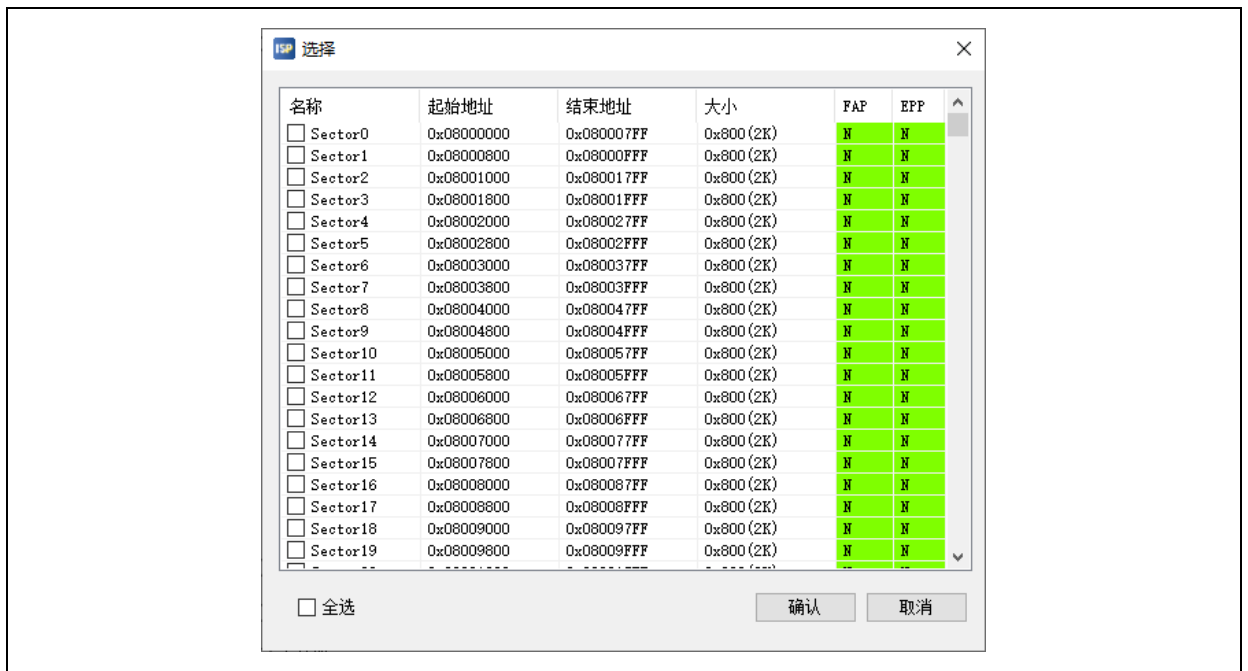 ISP 选择
名称 起始地址 结束地址 大小 FAP EPP
Sector0 0x08000000 0x080007FF 0x800(2K) N N
Sector1 0x08000800 0x08000FFF 0x800(2K) N N
Sector2 0x08001000 0x080017FF 0x800(2K) N N
Sector3 0x08001800 0x08001FFF 0x800(2K) N N
Sector4 0x08002000 0x080027FF 0x800(2K) N N
Sector5 0x08002800 0x08002FFF 0x800(2K) N N
Sector6 0x08003000 0x080037FF 0x800(2K) N N
Sector7 0x08003800 0x08003FFF 0x800(2K) N N
Sector8 0x08004000 0x080047FF 0x800(2K) N N
Sector9 0x08004800 0x08004FFF 0x800(2K) N N
Sector10 0x08005000 0x080057FF 0x800(2K) N N
Sector11 0x08005800 0x08005FFF 0x800(2K) N N
Sector12 0x08006000 0x080067FF 0x800(2K) N N
Sector13 0x08006800 0x08006FFF 0x800(2K) N N
Sector14 0x08007000 0x080077FF 0x800(2K) N N
Sector15 0x08007800 0x08007FFF 0x800(2K) N N
Sector16 0x08008000 0x080087FF 0x800(2K) N N
Sector17 0x08008800 0x08008FFF 0x800(2K) N N
Sector18 0x08009000 0x080097FF 0x800(2K) N N
Sector19 0x08009800 0x08009FFF 0x800(2K) N N
全选 确认 取消